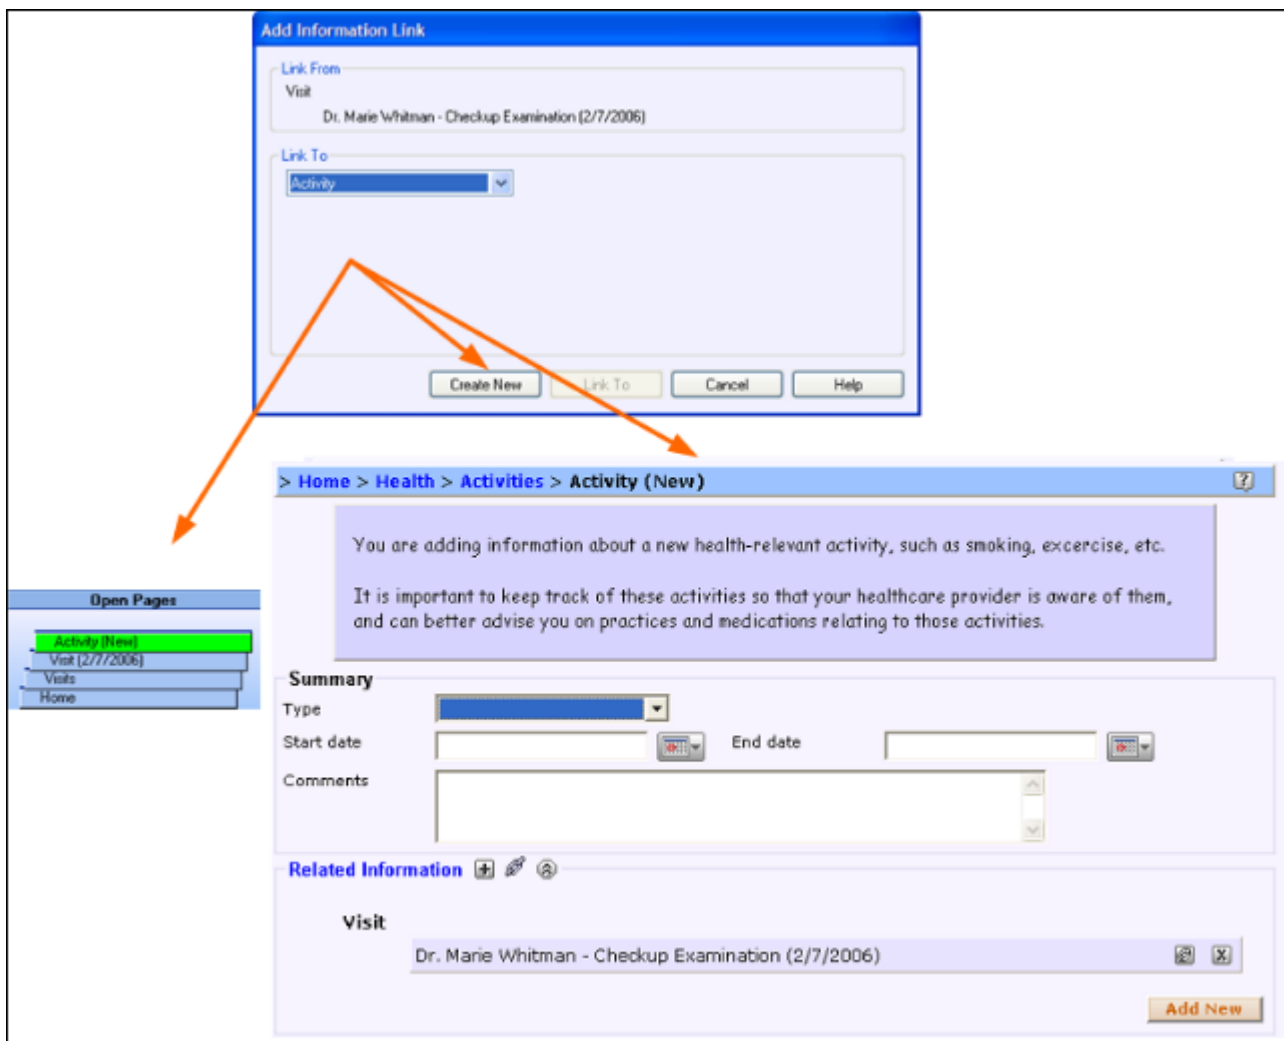 Add Information Link
Link From
Visit
Dr. Marie Whitman - Checkup Examination (2/7/2006)
Link To
Activity
Create New
Link To
Cancel
Help
> Home > Health > Activities > Activity (New)
You are adding information about a new health-relevant activity, such as smoking, excercise, etc.
It is important to keep track of these activities so that your healthcare provider is aware of them,
and can better advise you on practices and medications relating to those activities.
Open Pages
Activity (New)
Visit (2/7/2006)
Visits
Home
Summary
Type
Start date
End date
Comments
Related Information
Visit
Dr. Marie Whitman - Checkup Examination (2/7/2006)
Add New